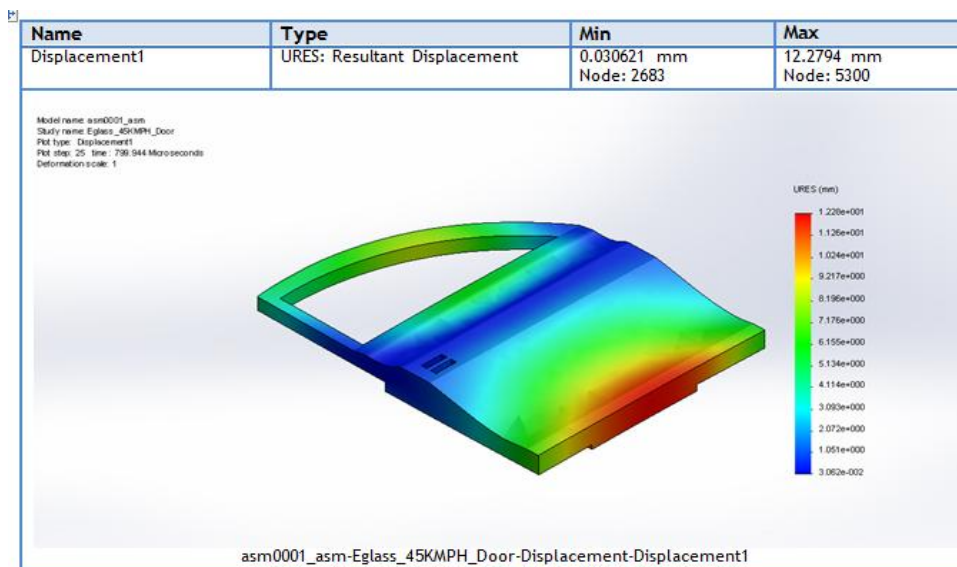 Name Type Min Max
Displacement1 URES: Resultant Displacement 0.030621 mm 12.2794 mm
Node: 2683 Node: 5300
Model name: asm0001_asm
Study name: Eglass_45KMPH_Door
Plot type: Displacement1
Plot step: 25 time : 799.944 Microseconds
Deformation scale: 1
URES (mm)
1.228e+001
1.126e+001
1.024e+001
9.217e+000
8.196e+000
7.176e+000
6.155e+000
5.134e+000
4.114e+000
3.093e+000
2.072e+000
1.051e+000
3.062e-002
asm0001_asm-Eglass_45KMPH_Door-Displacement-Displacement1